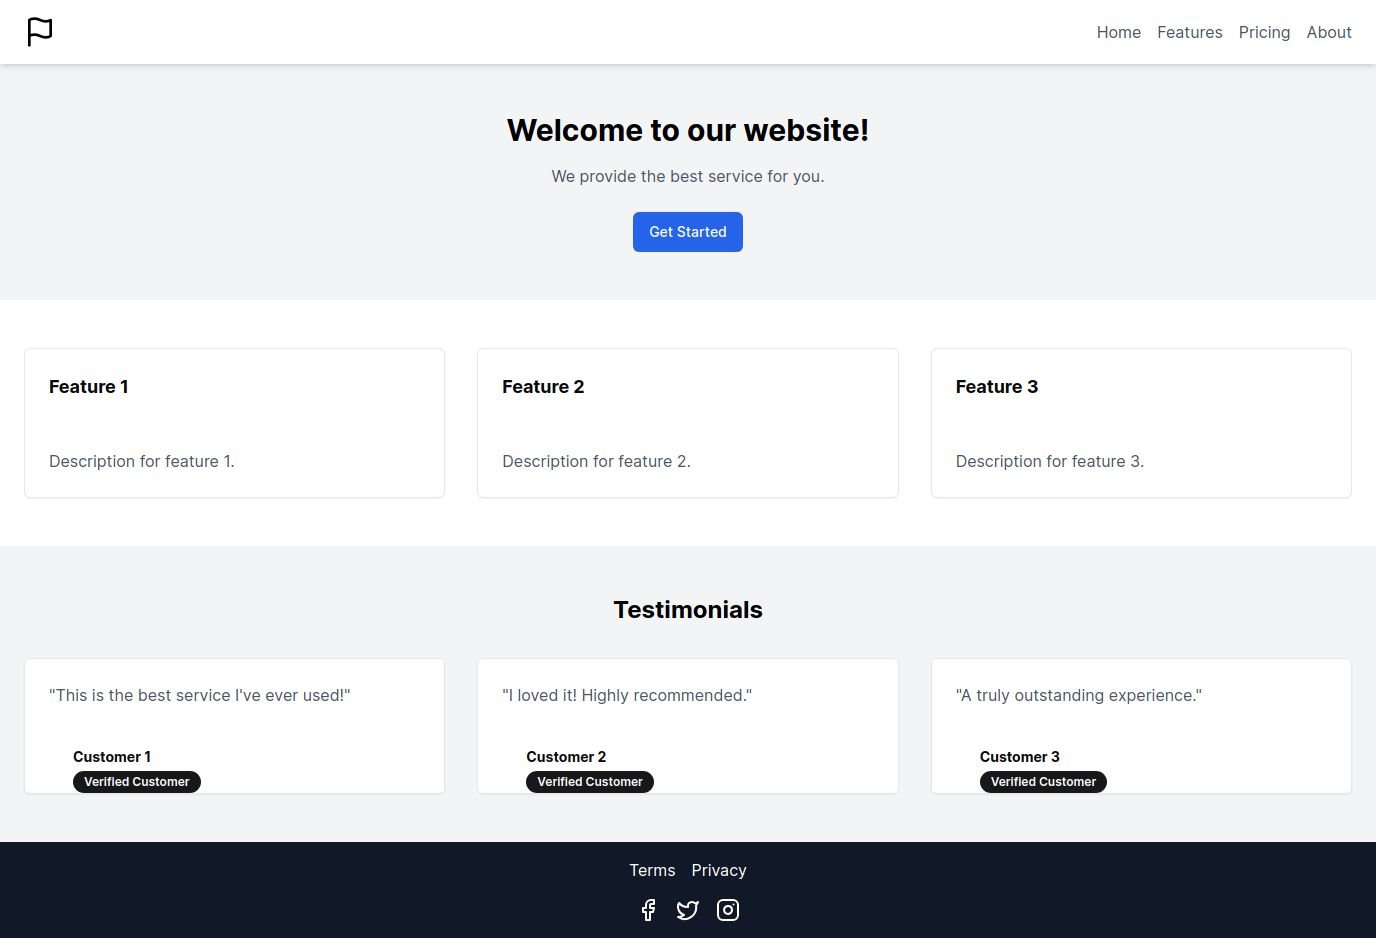 Home Features Pricing About
Welcome to our website!
We provide the best service for you.
Get Started
Feature 1
Description for feature 1.
Feature 2
Description for feature 2.
Feature 3
Description for feature 3.
Testimonials
"This is the best service I've ever used!"
Customer 1
Verified Customer
"I loved it! Highly recommended."
Customer 2
Verified Customer
"A truly outstanding experience."
Customer 3
Verified Customer
Terms Privacy